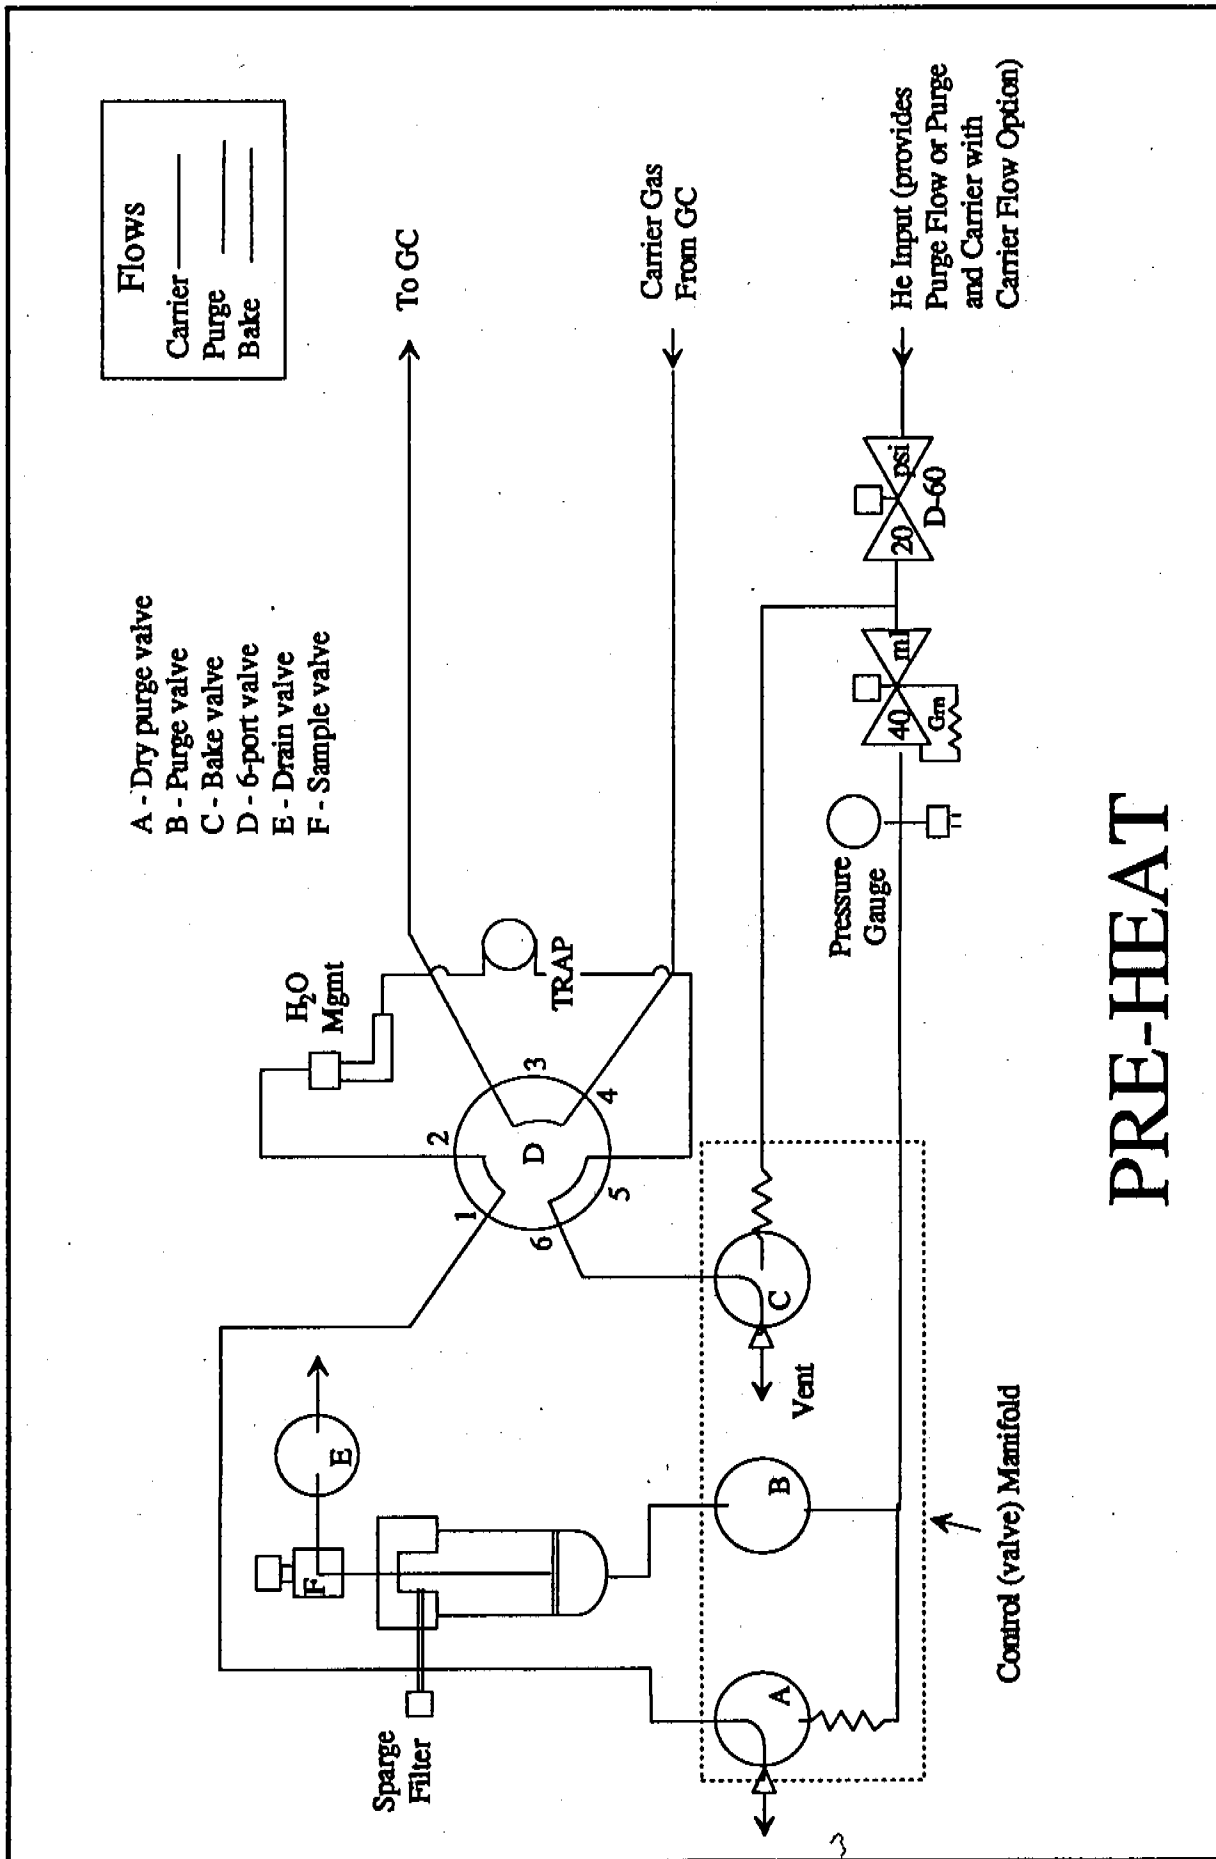 Flows
Carrier
Purge
Bake
A - Dry purge valve
B - Purge valve
C - Bake valve
D - 6-port valve
E - Drain valve
F - Sample valve
To GC
Carrier Gas
From GC
He Input (provides
Purge Flow or Purge
and Carrier with
Carrier Flow Option)
H₂O
Mgmt
TRAP
1
2
3
4
5
6
D
E
F
Sparge
Filter
A
B
C
Vent
Pressure
Gauge
40 ml
Grn
20 psi
D-60
Control (valve) Manifold
PRE-HEAT
3